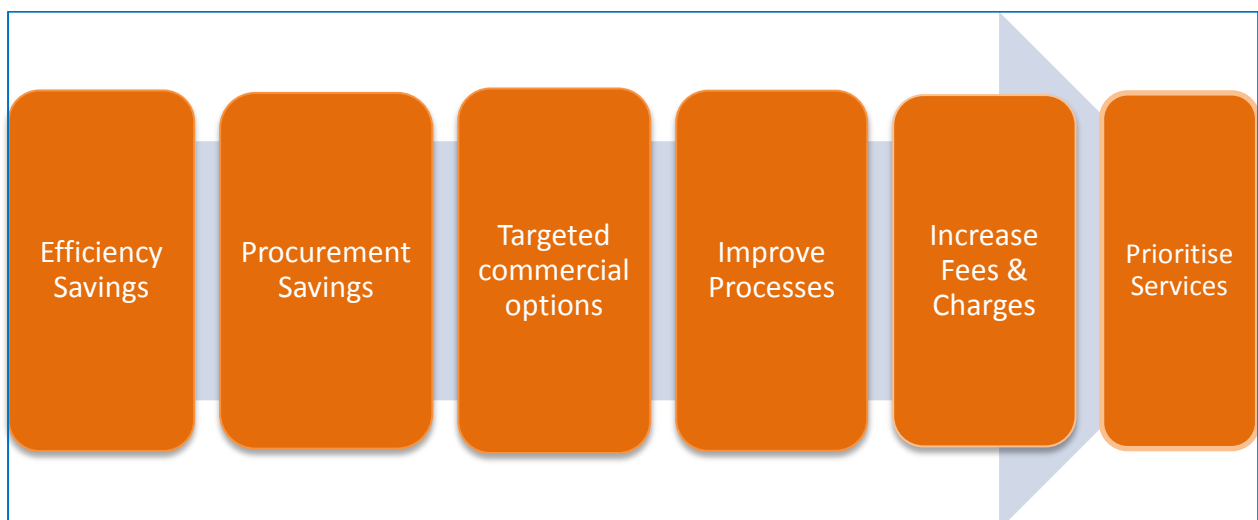 Efficiency
Savings
Procurement
Savings
Targeted
commercial
options
Improve
Processes
Increase
Fees &
Charges
Prioritise
Services